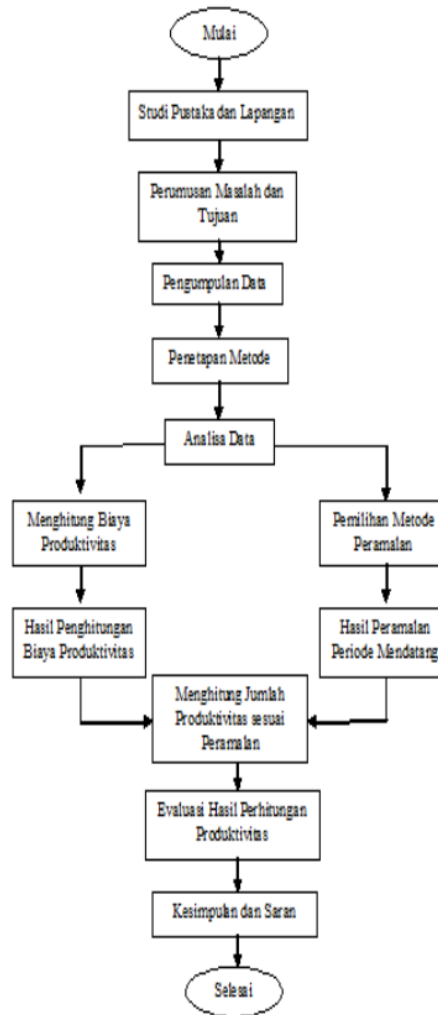 Mulai
Studi Pustaka dan Lapangan
Perumusan Masalah dan
Tujuan
Pengumpulan Data
Penetapan Metode
Analisa Data
Menghitung Biaya
Produktivitas
Pemilihan Metode
Peramalan
Hasil Penghitungan
Biaya Produktivitas
Hasil Peramalan
Periode Mendatang
Menghitung Jumlah
Produktivitas sesuai
Peramalan
Evaluasi Hasil Perhitungan
Produktivitas
Kesimpulan dan Saran
Selesai